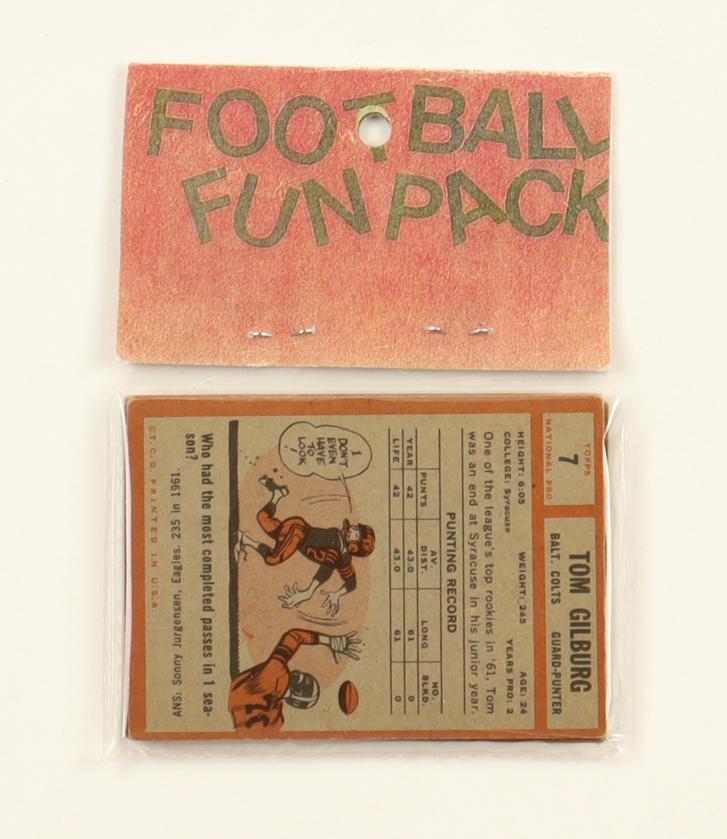 FOOTBALL
FUN PACK
TOPPS
7
NATIONAL PRO
TOM GILBURG
BALT. COLTS GUARD-PUNTER
HEIGHT: 6:05 WEIGHT: 245 AGE: 24
COLLEGE: Syracuse YEARS PRO: 2
One of the league's top rookies in '61, Tom
was an end at Syracuse in his junior year.
PUNTING RECORD
PUNTS AV. DIST. LONG NO. BLKD.
YEAR 42 43.0 61 0
LIFE 42 43.0 61 0
I
DON'T
EVEN
HAVE
TO
LOOK!
37
Who had the most completed passes in 1 sea-
son?
ANS: Sonny Jurgensen, Eagles. 235 in 1961.
©T.C.G. PRINTED IN U.S.A.